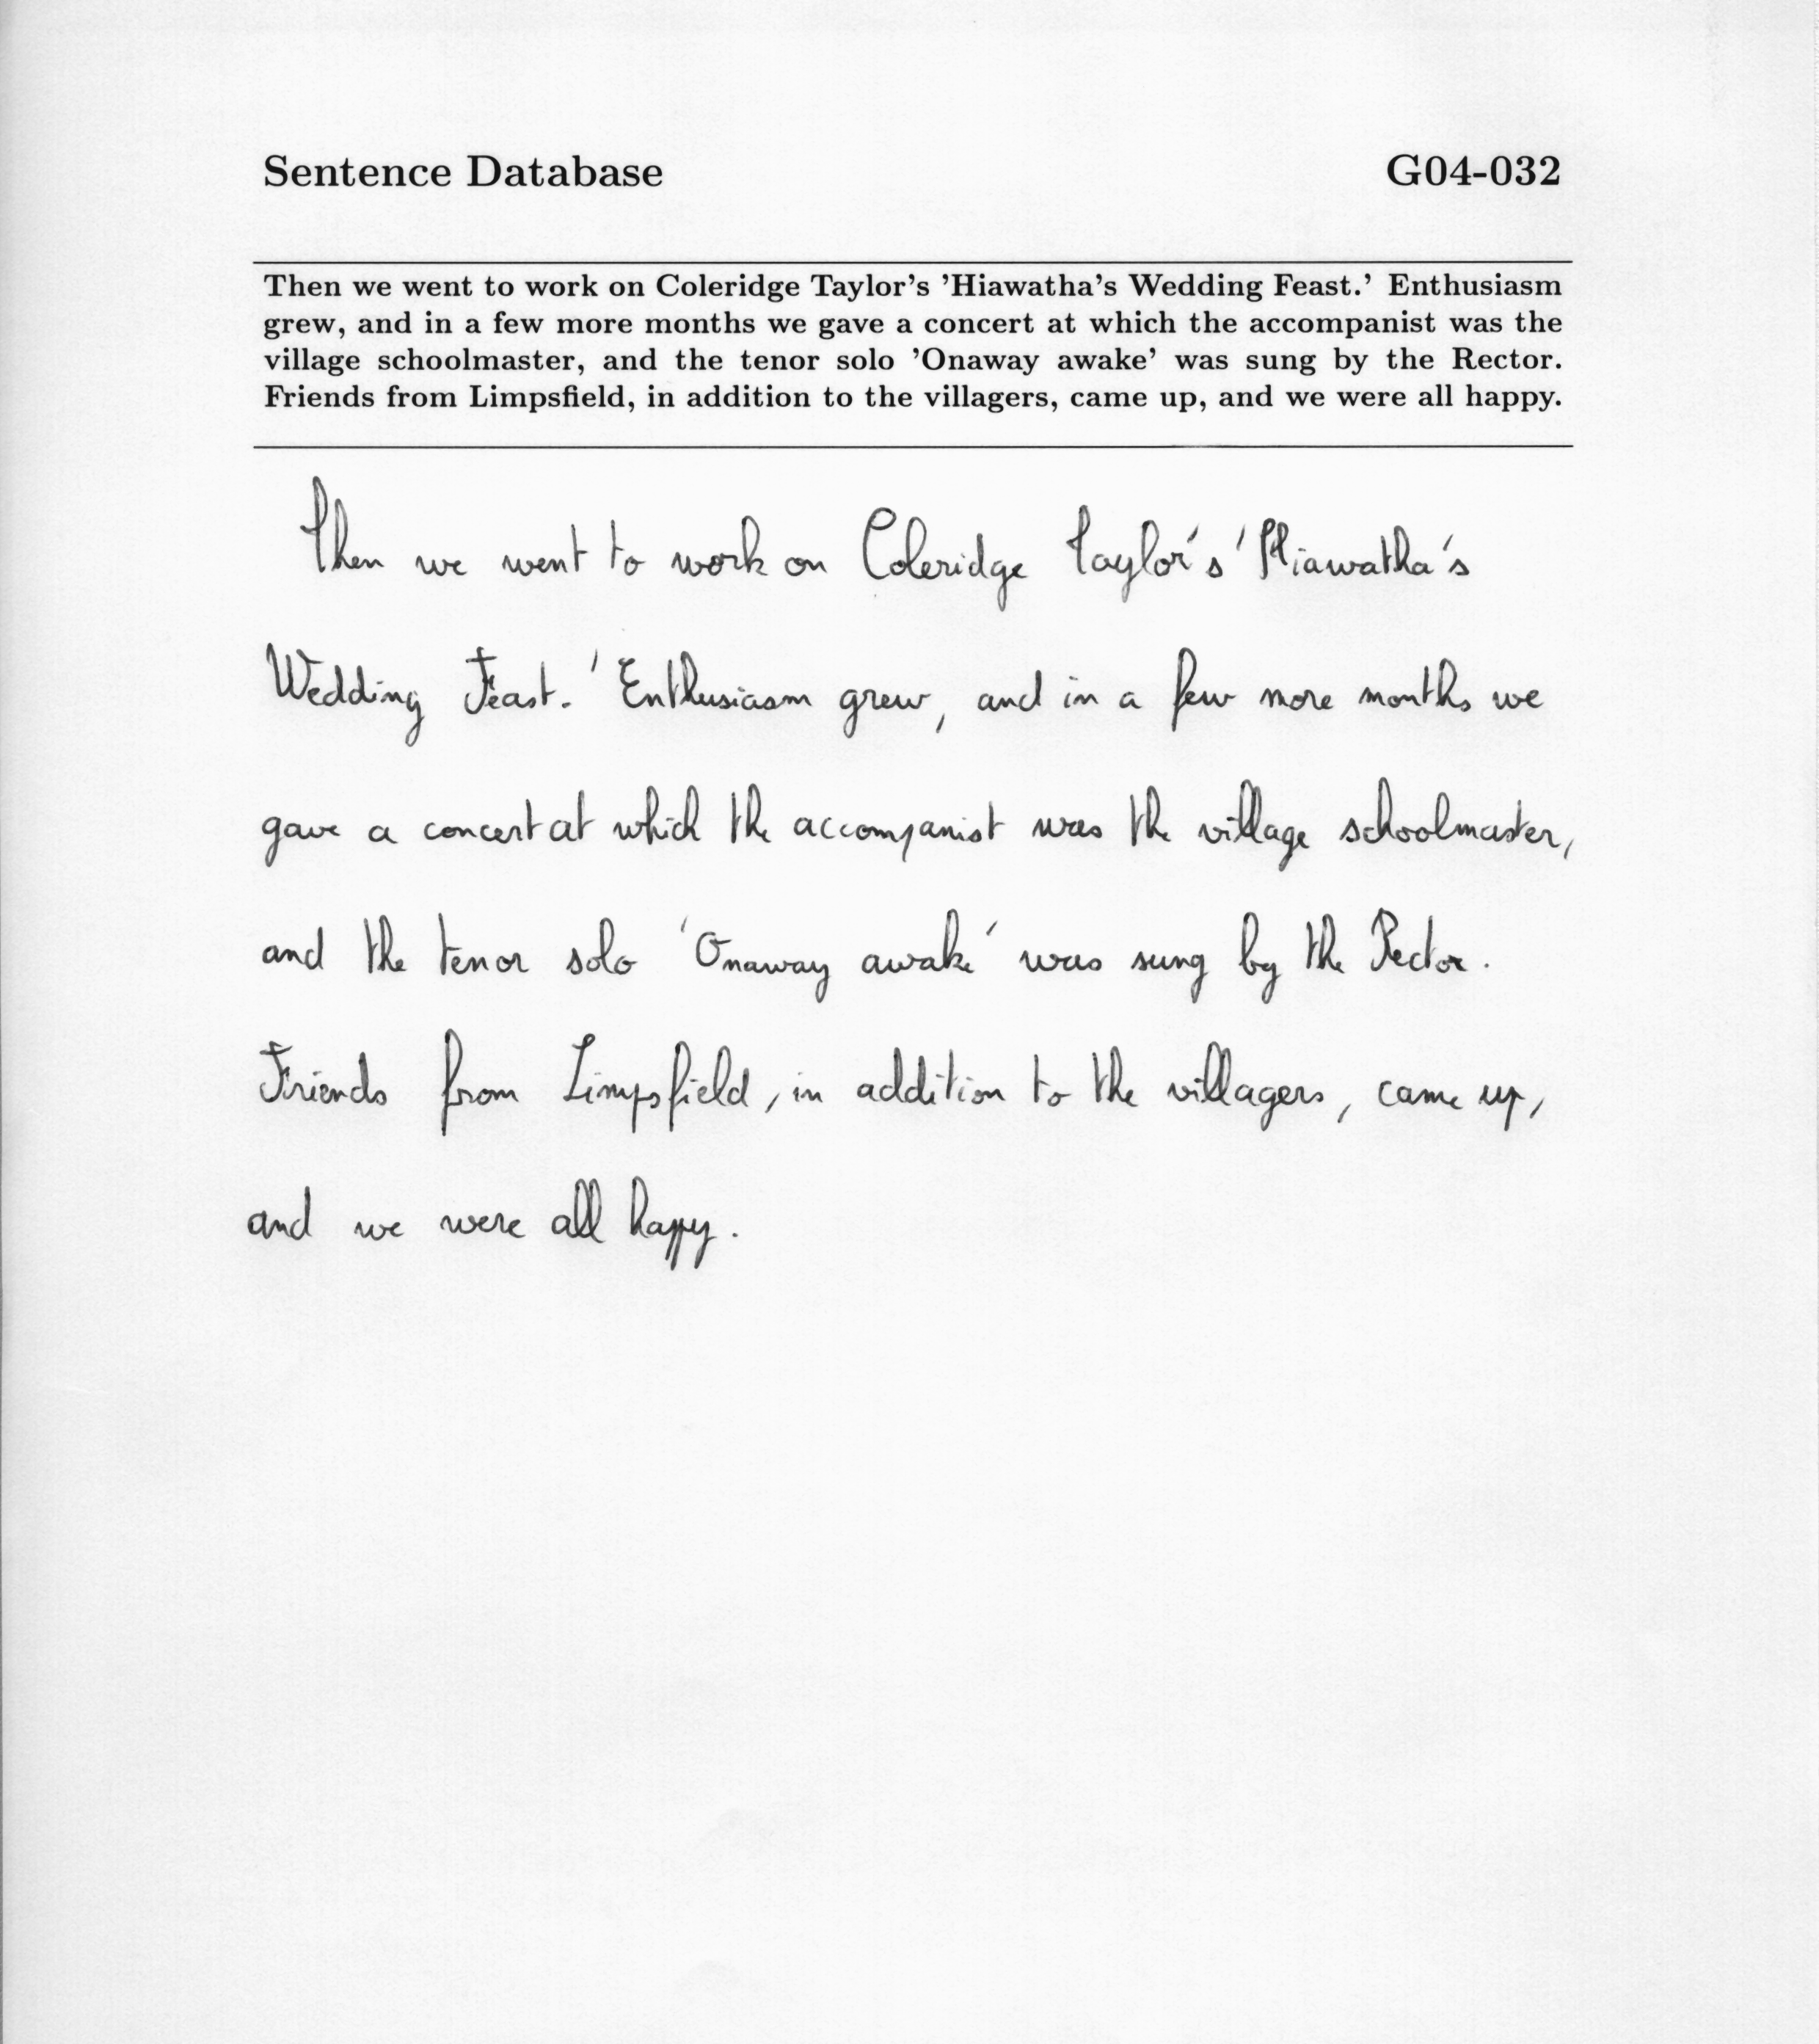 Sentence Database G04-032
Then we went to work on Coleridge Taylor's 'Hiawatha's Wedding Feast.' Enthusiasm
grew, and in a few more months we gave a concert at which the accompanist was the
village schoolmaster, and the tenor solo 'Onaway awake' was sung by the Rector.
Friends from Limpsfield, in addition to the villagers, came up, and we were all happy.
Then we went to work on Coleridge Taylor's 'Hiawatha's
Wedding Feast.' Enthusiasm grew, and in a few more months we
gave a concert at which the accompanist was the village schoolmaster,
and the tenor solo 'Onaway awake' was sung by the Rector.
Friends from Limpsfield, in addition to the villagers, came up,
and we were all happy.